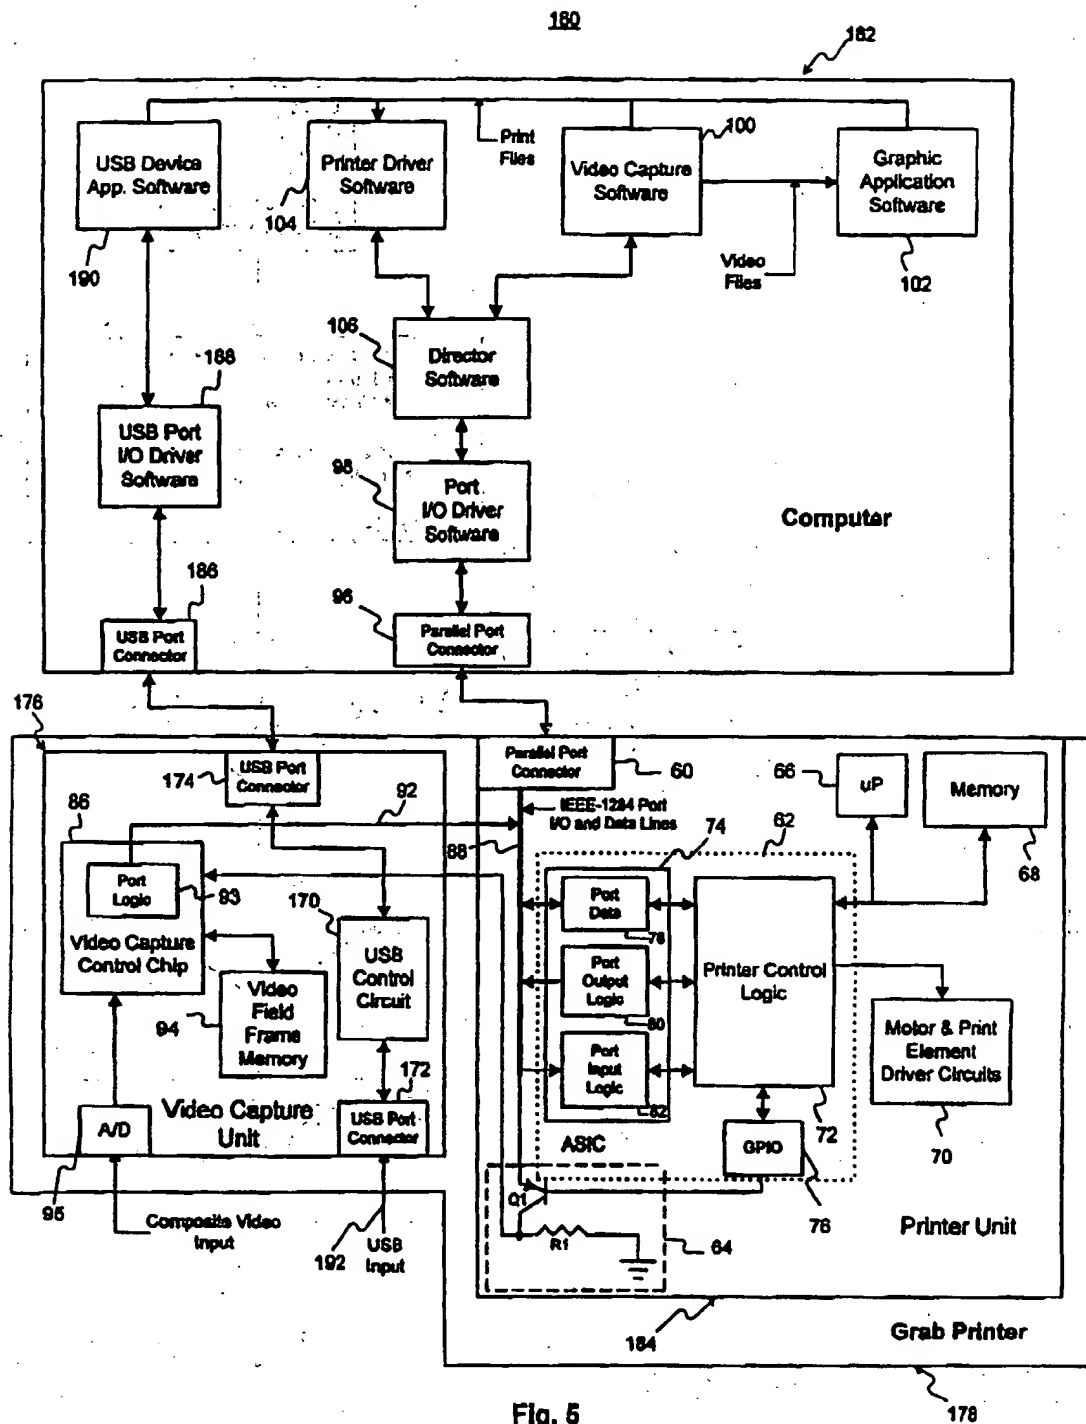 180
182
USB Device
App. Software
190
Printer Driver
Software
104
Print
Files
100
Video Capture
Software
Graphic
Application
Software
102
Video
Files
106
Director
Software
188
USB Port
I/O Driver
Software
98
Port
I/O Driver
Software
Computer
186
USB Port
Connector
96
Parallel Port
Connector
176
174
USB Port
Connector
92
Parallel Port
Connector
60
IEEE-1284 Port
I/O and Data Lines
88
66
uP
Memory
68
62
74
86
Port
Logic
93
Video Capture
Control Chip
170
USB
Control
Circuit
94
Video
Field
Frame
Memory
172
USB Port
Connector
Video Capture
Unit
A/D
95
Composite Video
Input
192
USB
Input
Port
Data
78
Port
Output
Logic
80
Port
Input
Logic
82
ASIC
Printer Control
Logic
72
GPIO
76
Motor & Print
Element
Driver Circuits
70
Q1
R1
64
Printer Unit
184
Grab Printer
178
Fig. 5